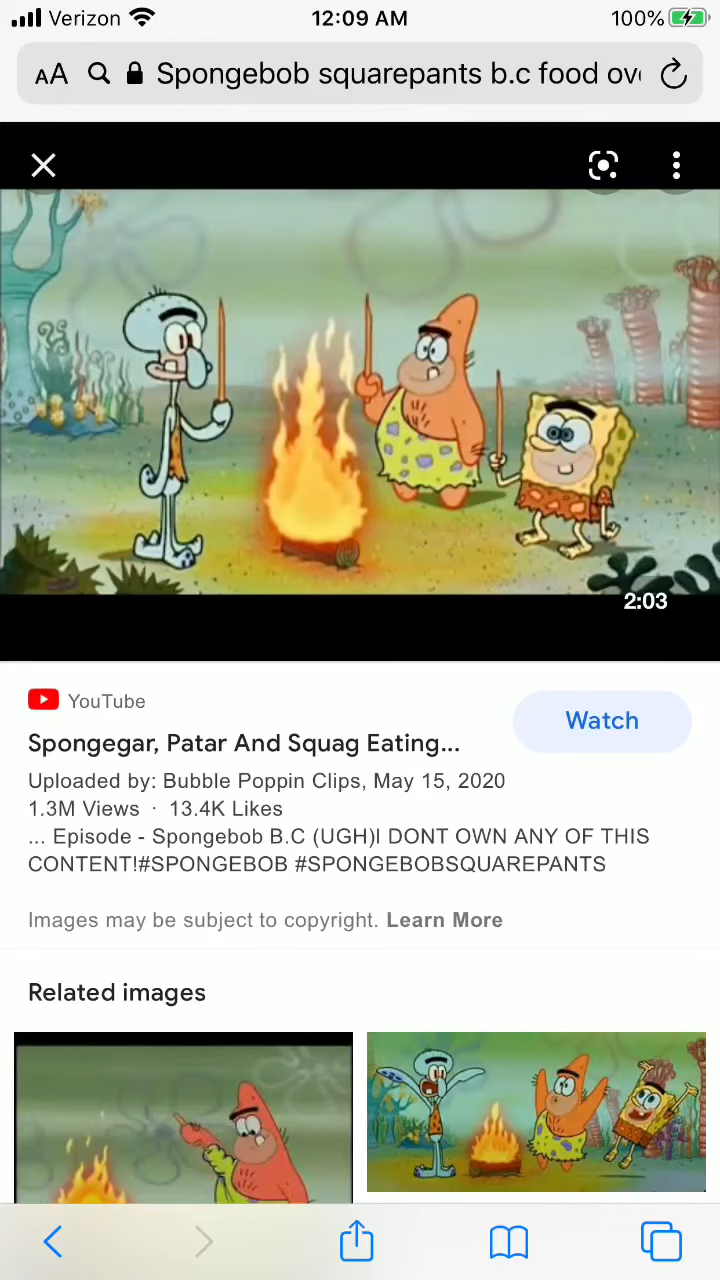 Verizon 12:09 AM 100%
AA Spongebob squarepants b.c food ov
2:03
YouTube
Watch
Spongegar, Patar And Squag Eating...
Uploaded by: Bubble Poppin Clips, May 15, 2020
1.3M Views · 13.4K Likes
... Episode - Spongebob B.C (UGH)I DONT OWN ANY OF THIS
CONTENT!#SPONGEBOB #SPONGEBOBSQUAREPANTS
Images may be subject to copyright. Learn More
Related images